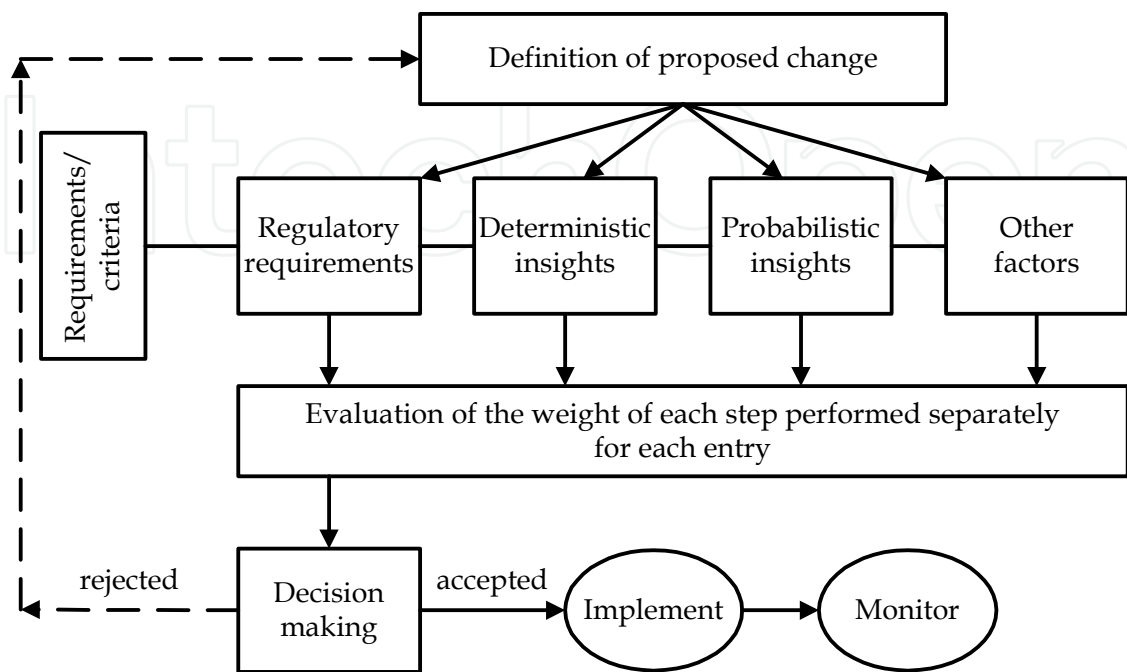 Definition of proposed change
IntechOpen
Requirements/
criteria
Regulatory
requirements
Deterministic
insights
Probabilistic
insights
Other
factors
Evaluation of the weight of each step performed separately
for each entry
rejected
Decision
making
accepted
Implement
Monitor